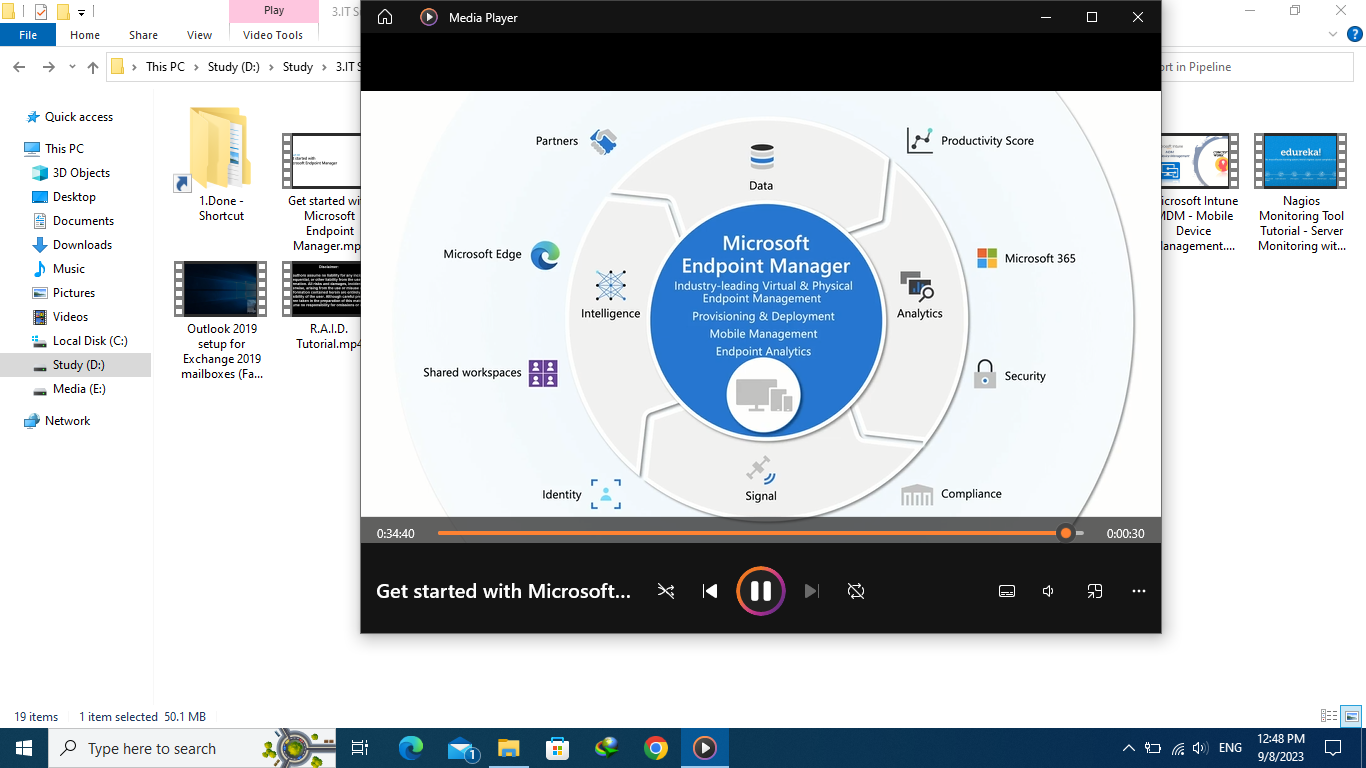 Play
3.IT S
File
Home
Share
View
Video Tools
This PC
Study (D:)
Study
3.IT S
ort in Pipeline
Quick access
This PC
3D Objects
Desktop
Documents
Downloads
Music
Pictures
Videos
Local Disk (C:)
Study (D:)
Media (E:)
Network
1.Done -
Shortcut
Get started wi
Microsoft
Endpoint
Manager.mp
Outlook 2019
setup for
Exchange 2019
mailboxes (Fa...
Disclaimer:
R.A.I.D.
Tutorial.mp4
Media Player
Partners
Data
Productivity Score
Microsoft Edge
Intelligence
Microsoft
Endpoint Manager
Industry-leading Virtual & Physical
Endpoint Management
Provisioning & Deployment
Mobile Management
Endpoint Analytics
Analytics
Microsoft 365
Shared workspaces
Security
Identity
Signal
Compliance
0:34:40
0:00:30
Get started with Microsoft...
icrosoft Intune
MDM - Mobile
Device
anagement....
edureka!
Nagios
Monitoring Tool
Tutorial - Server
Monitoring wit...
19 items
1 item selected 50.1 MB
Type here to search
1
ENG
12:48 PM
9/8/2023